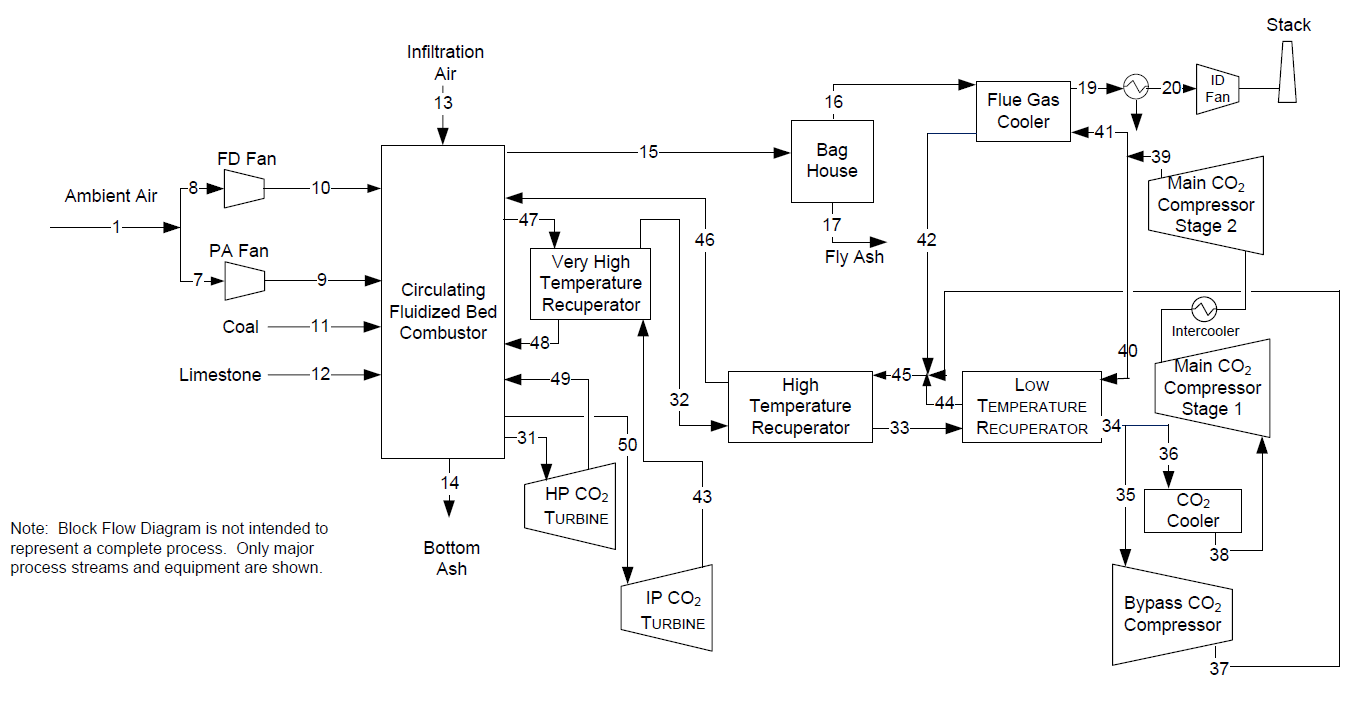 Stack
Infiltration
Air
13
16
Flue Gas
Cooler
19
20
ID
Fan
41
FD Fan
8
10
Ambient Air
1
PA Fan
7
9
Coal
11
Limestone
12
Circulating
Fluidized Bed
Combustor
15
Bag
House
17
Fly Ash
39
Main CO₂
Compressor
Stage 2
47
Very High
Temperature
Recuperator
48
46
42
Intercooler
40
Main CO₂
Compressor
Stage 1
49
32
High
Temperature
Recuperator
45
44
33
Low
Temperature
Recuperator
34
36
35
CO₂
Cooler
38
31
50
43
14
Bottom
Ash
HP CO₂
Turbine
IP CO₂
Turbine
Bypass CO₂
Compressor
37
Note:  Block Flow Diagram is not intended to
represent a complete process.  Only major
process streams and equipment are shown.